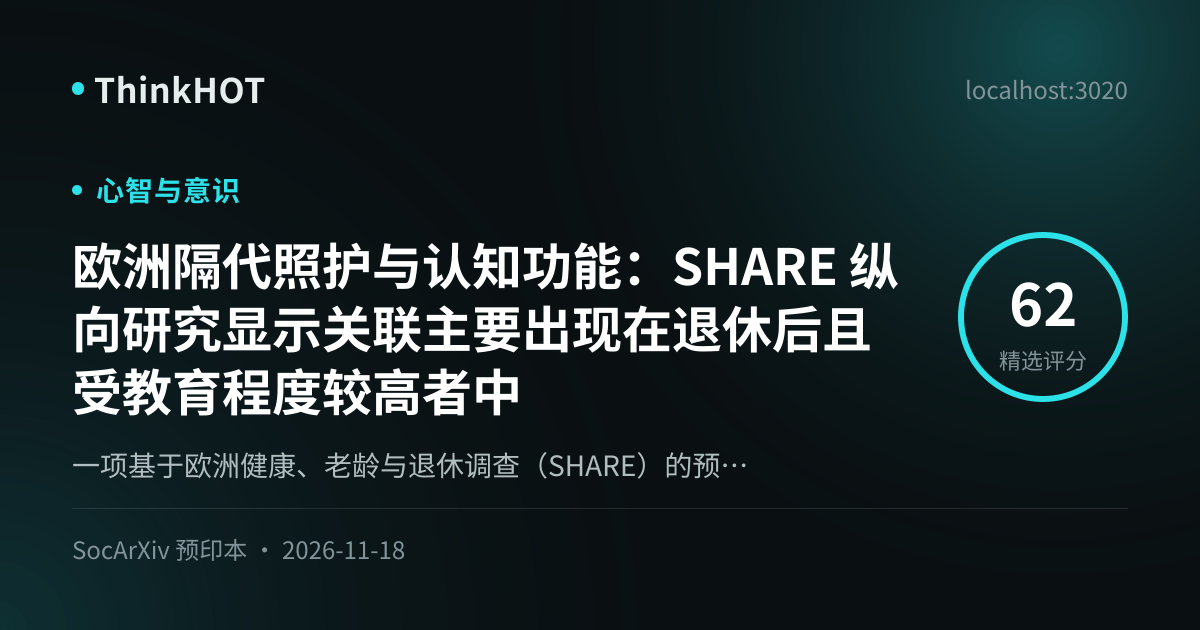 ThinkHOT
localhost:3020
心智与意识
欧洲隔代照护与认知功能：SHARE 纵
向研究显示关联主要出现在退休后且
受教育程度较高者中
62
精选评分
一项基于欧洲健康、老龄与退休调查（SHARE）的预…
SocArXiv 预印本 · 2026-11-18